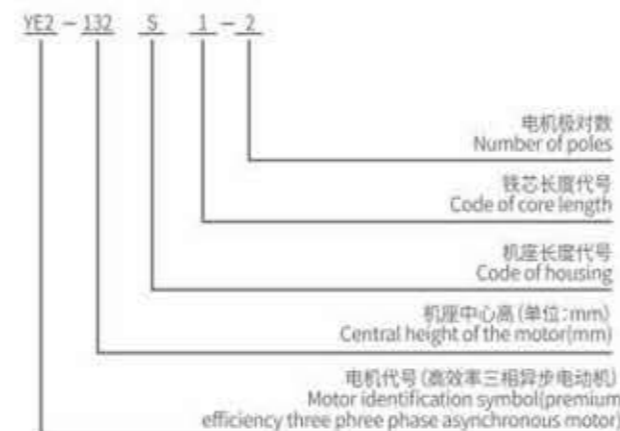 YE2-132 S 1-2
电机极对数
Number of poles
铁芯长度代号
Code of core length
机座长度代号
Code of housing
机座中心高(单位:mm)
Central height of the motor(mm)
电机代号(高效率三相异步电动机)
Motor identification symbol(premium
efficiency three phree phase asynchronous motor)